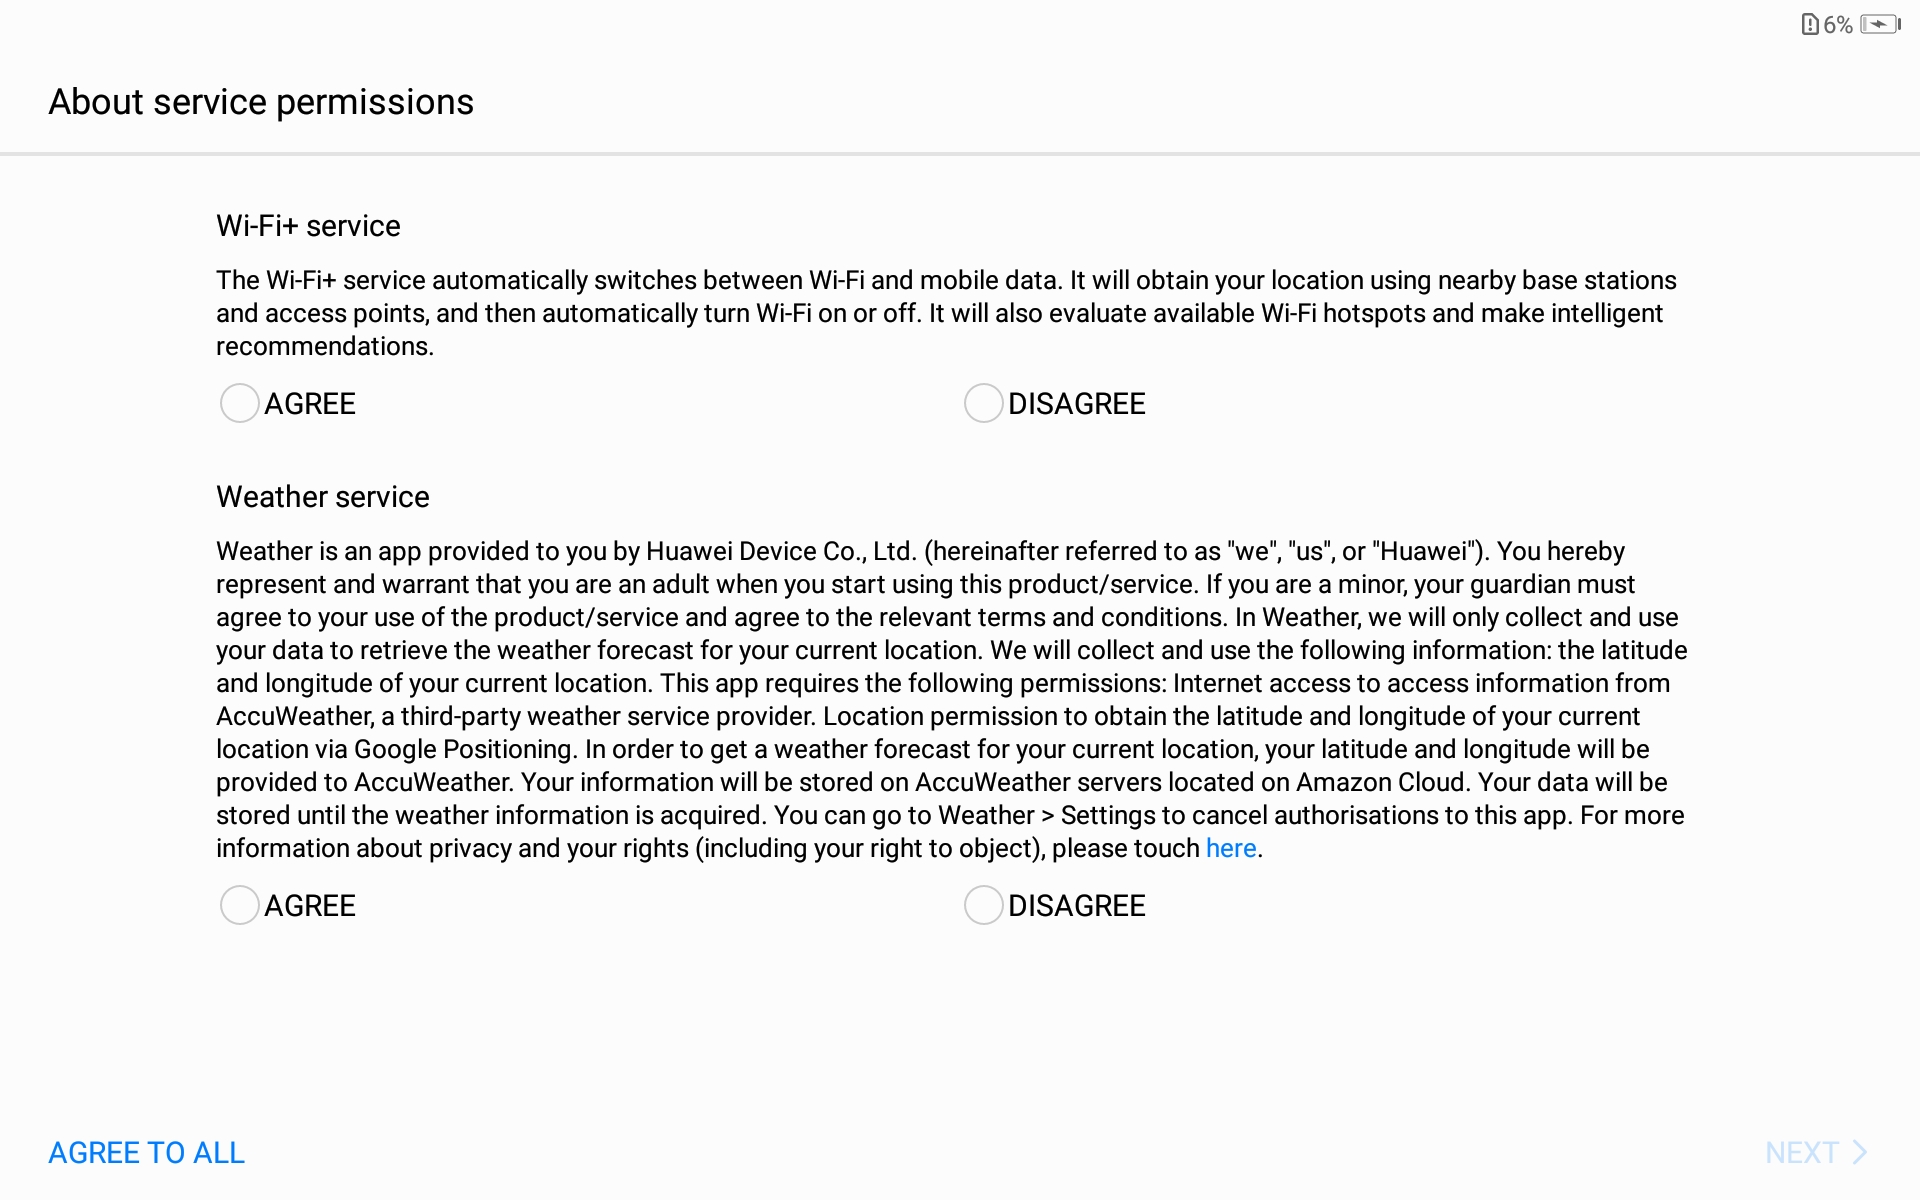 6%
About service permissions
Wi-Fi+ service
The Wi-Fi+ service automatically switches between Wi-Fi and mobile data. It will obtain your location using nearby base stations
and access points, and then automatically turn Wi-Fi on or off. It will also evaluate available Wi-Fi hotspots and make intelligent
recommendations.
AGREE DISAGREE
Weather service
Weather is an app provided to you by Huawei Device Co., Ltd. (hereinafter referred to as "we", "us", or "Huawei"). You hereby
represent and warrant that you are an adult when you start using this product/service. If you are a minor, your guardian must
agree to your use of the product/service and agree to the relevant terms and conditions. In Weather, we will only collect and use
your data to retrieve the weather forecast for your current location. We will collect and use the following information: the latitude
and longitude of your current location. This app requires the following permissions: Internet access to access information from
AccuWeather, a third-party weather service provider. Location permission to obtain the latitude and longitude of your current
location via Google Positioning. In order to get a weather forecast for your current location, your latitude and longitude will be
provided to AccuWeather. Your information will be stored on AccuWeather servers located on Amazon Cloud. Your data will be
stored until the weather information is acquired. You can go to Weather > Settings to cancel authorisations to this app. For more
information about privacy and your rights (including your right to object), please touch here.
AGREE DISAGREE
AGREE TO ALL NEXT